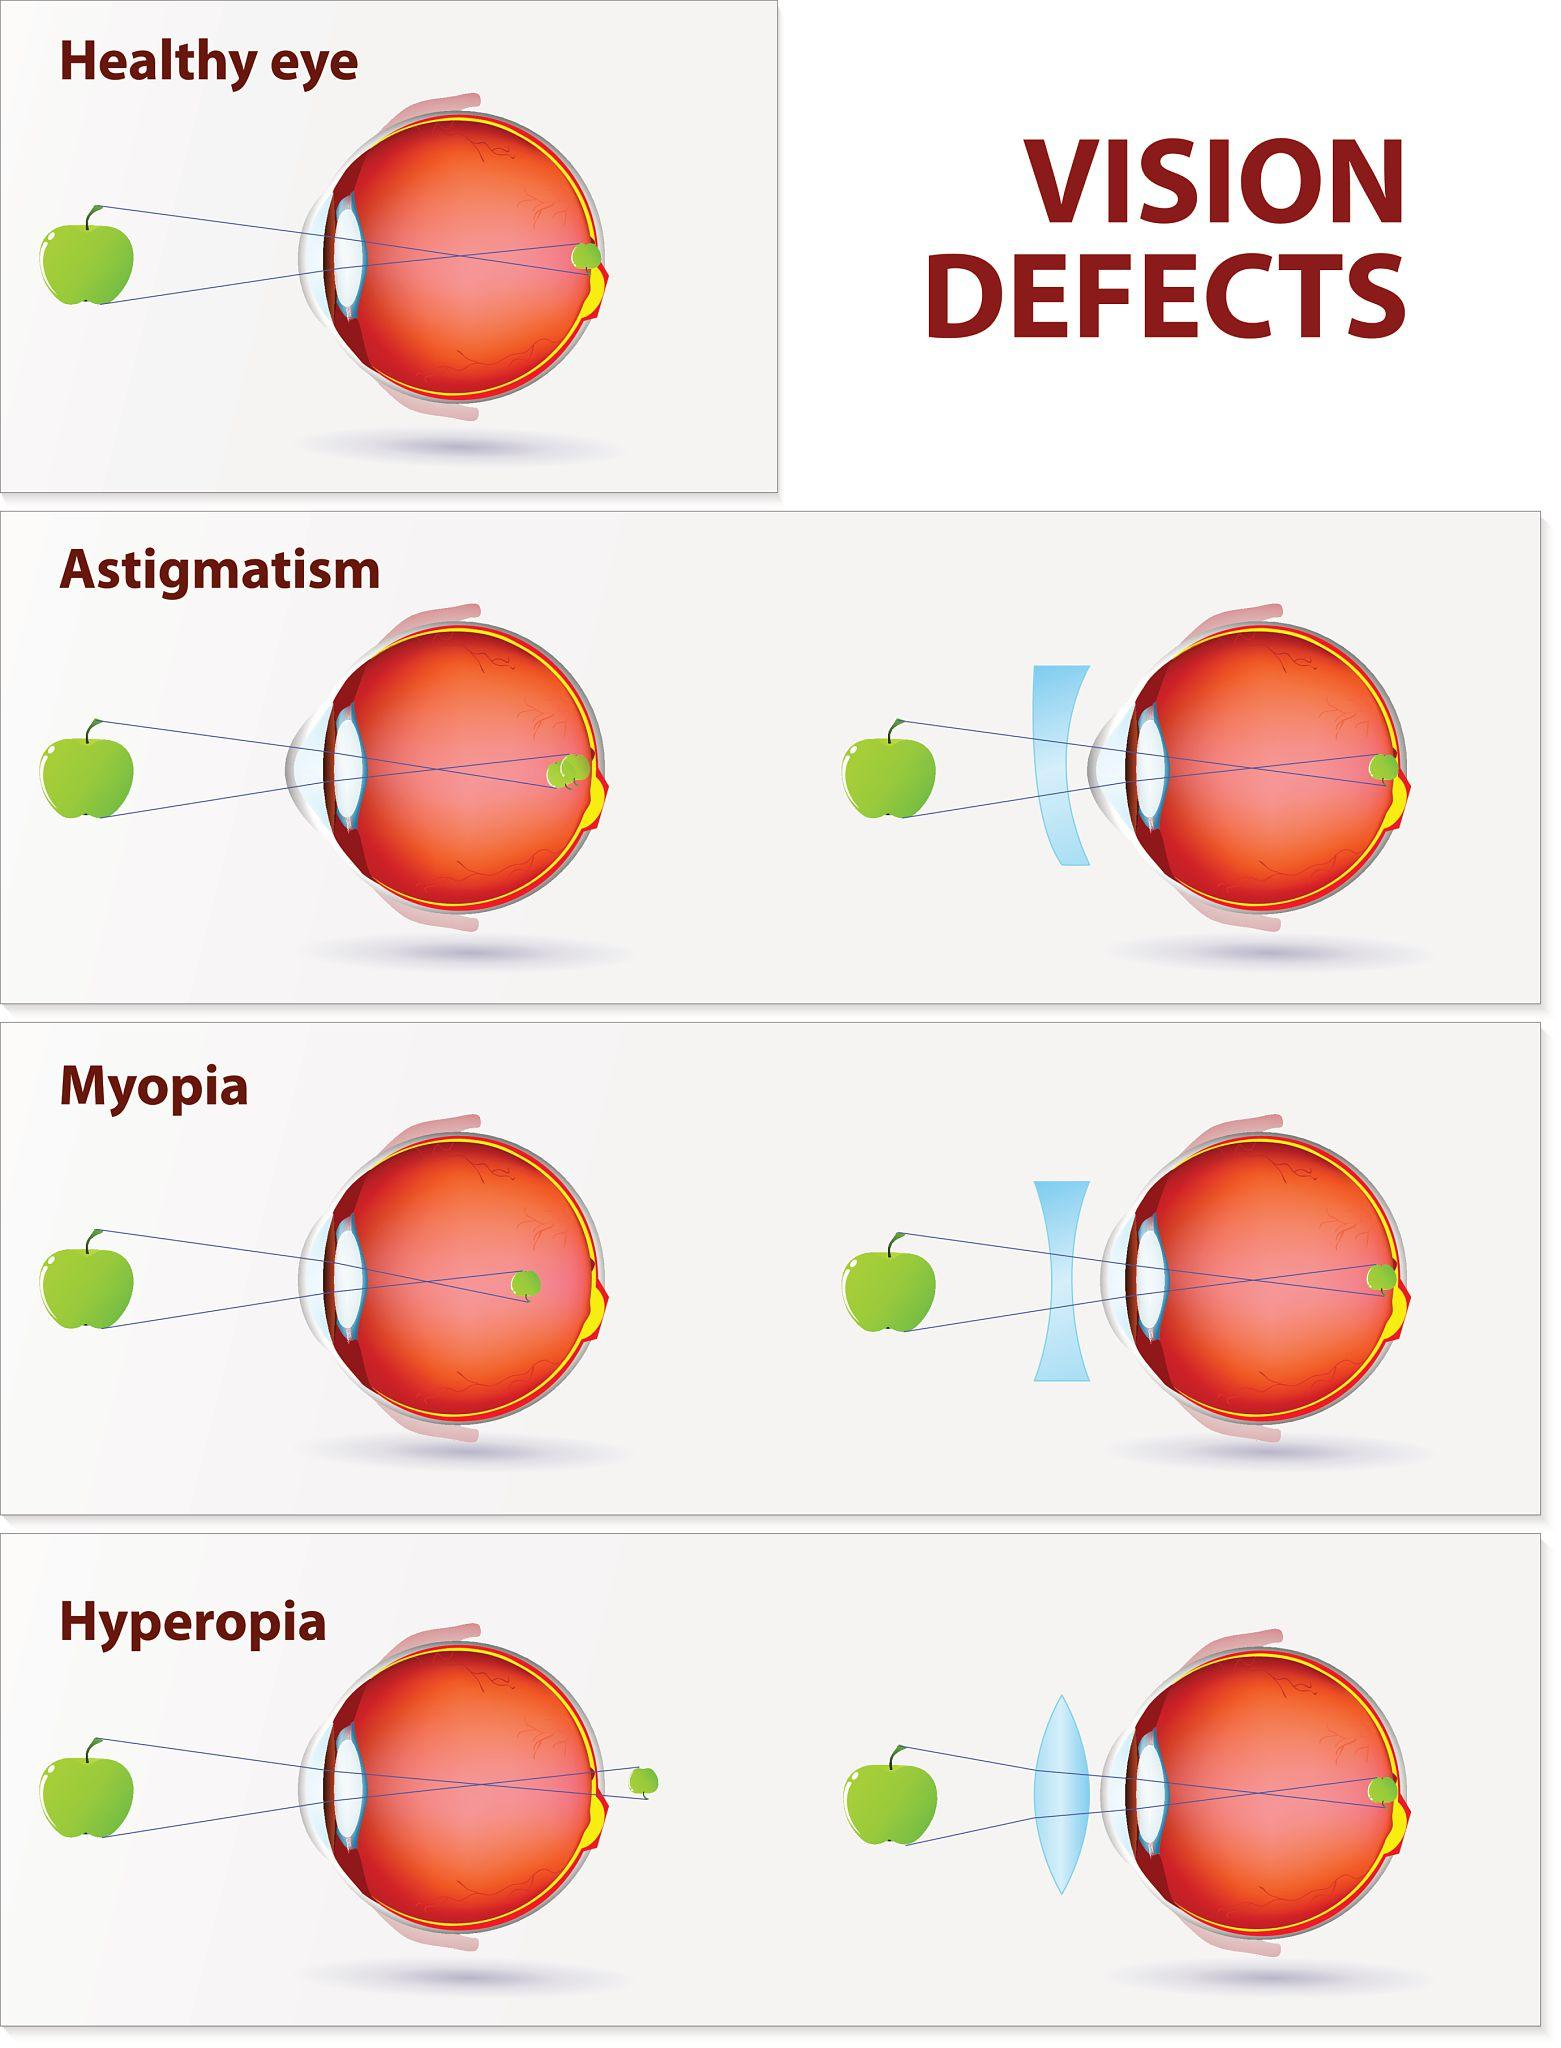 Healthy eye
VISION
DEFECTS
Astigmatism
Myopia
Hyperopia